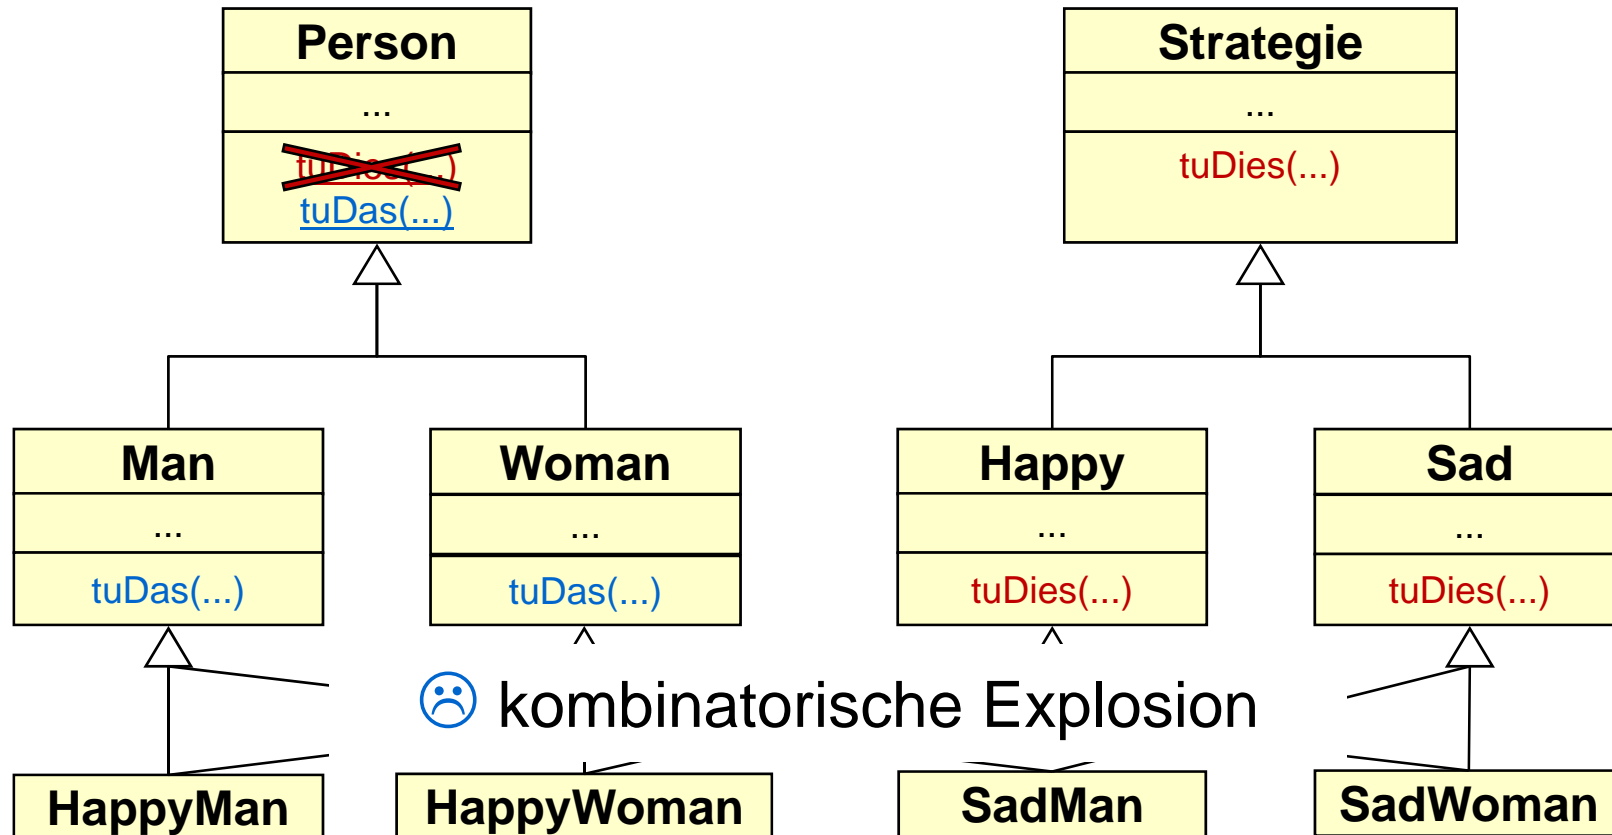 Person
...
tuDies(...)
tuDas(...)
Strategie
...
tuDies(...)
Man
...
tuDas(...)
Woman
...
tuDas(...)
Happy
...
tuDies(...)
Sad
...
tuDies(...)
☹ kombinatorische Explosion
HappyMan
HappyWoman
SadMan
SadWoman